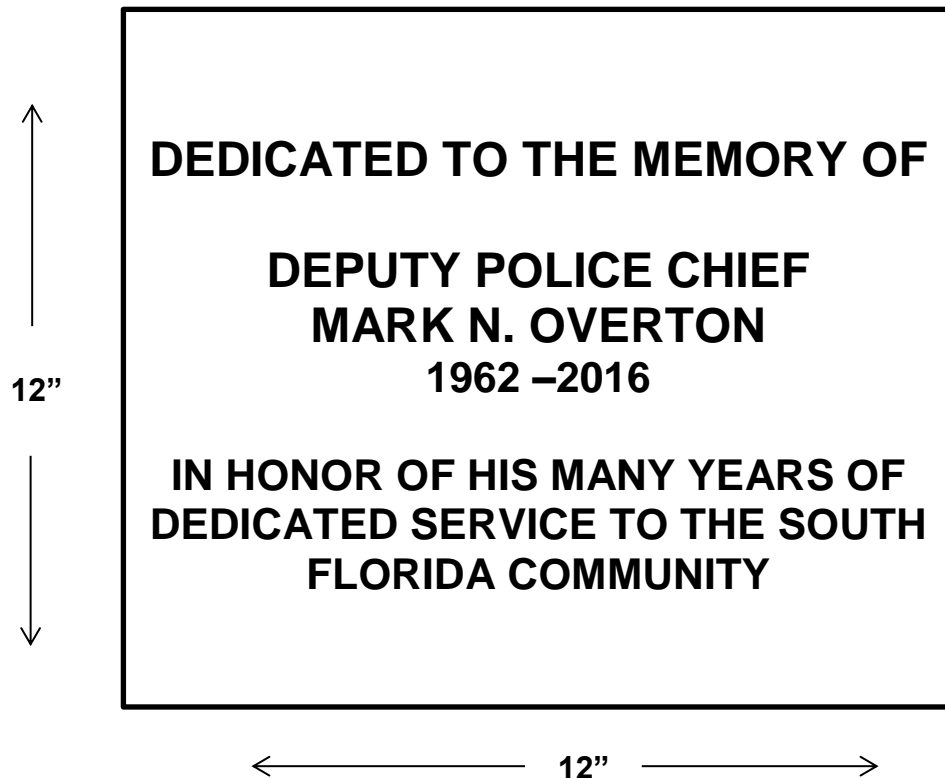 DEDICATED TO THE MEMORY OF
DEPUTY POLICE CHIEF
MARK N. OVERTON
1962 –2016
12”
IN HONOR OF HIS MANY YEARS OF
DEDICATED SERVICE TO THE SOUTH
FLORIDA COMMUNITY
12”